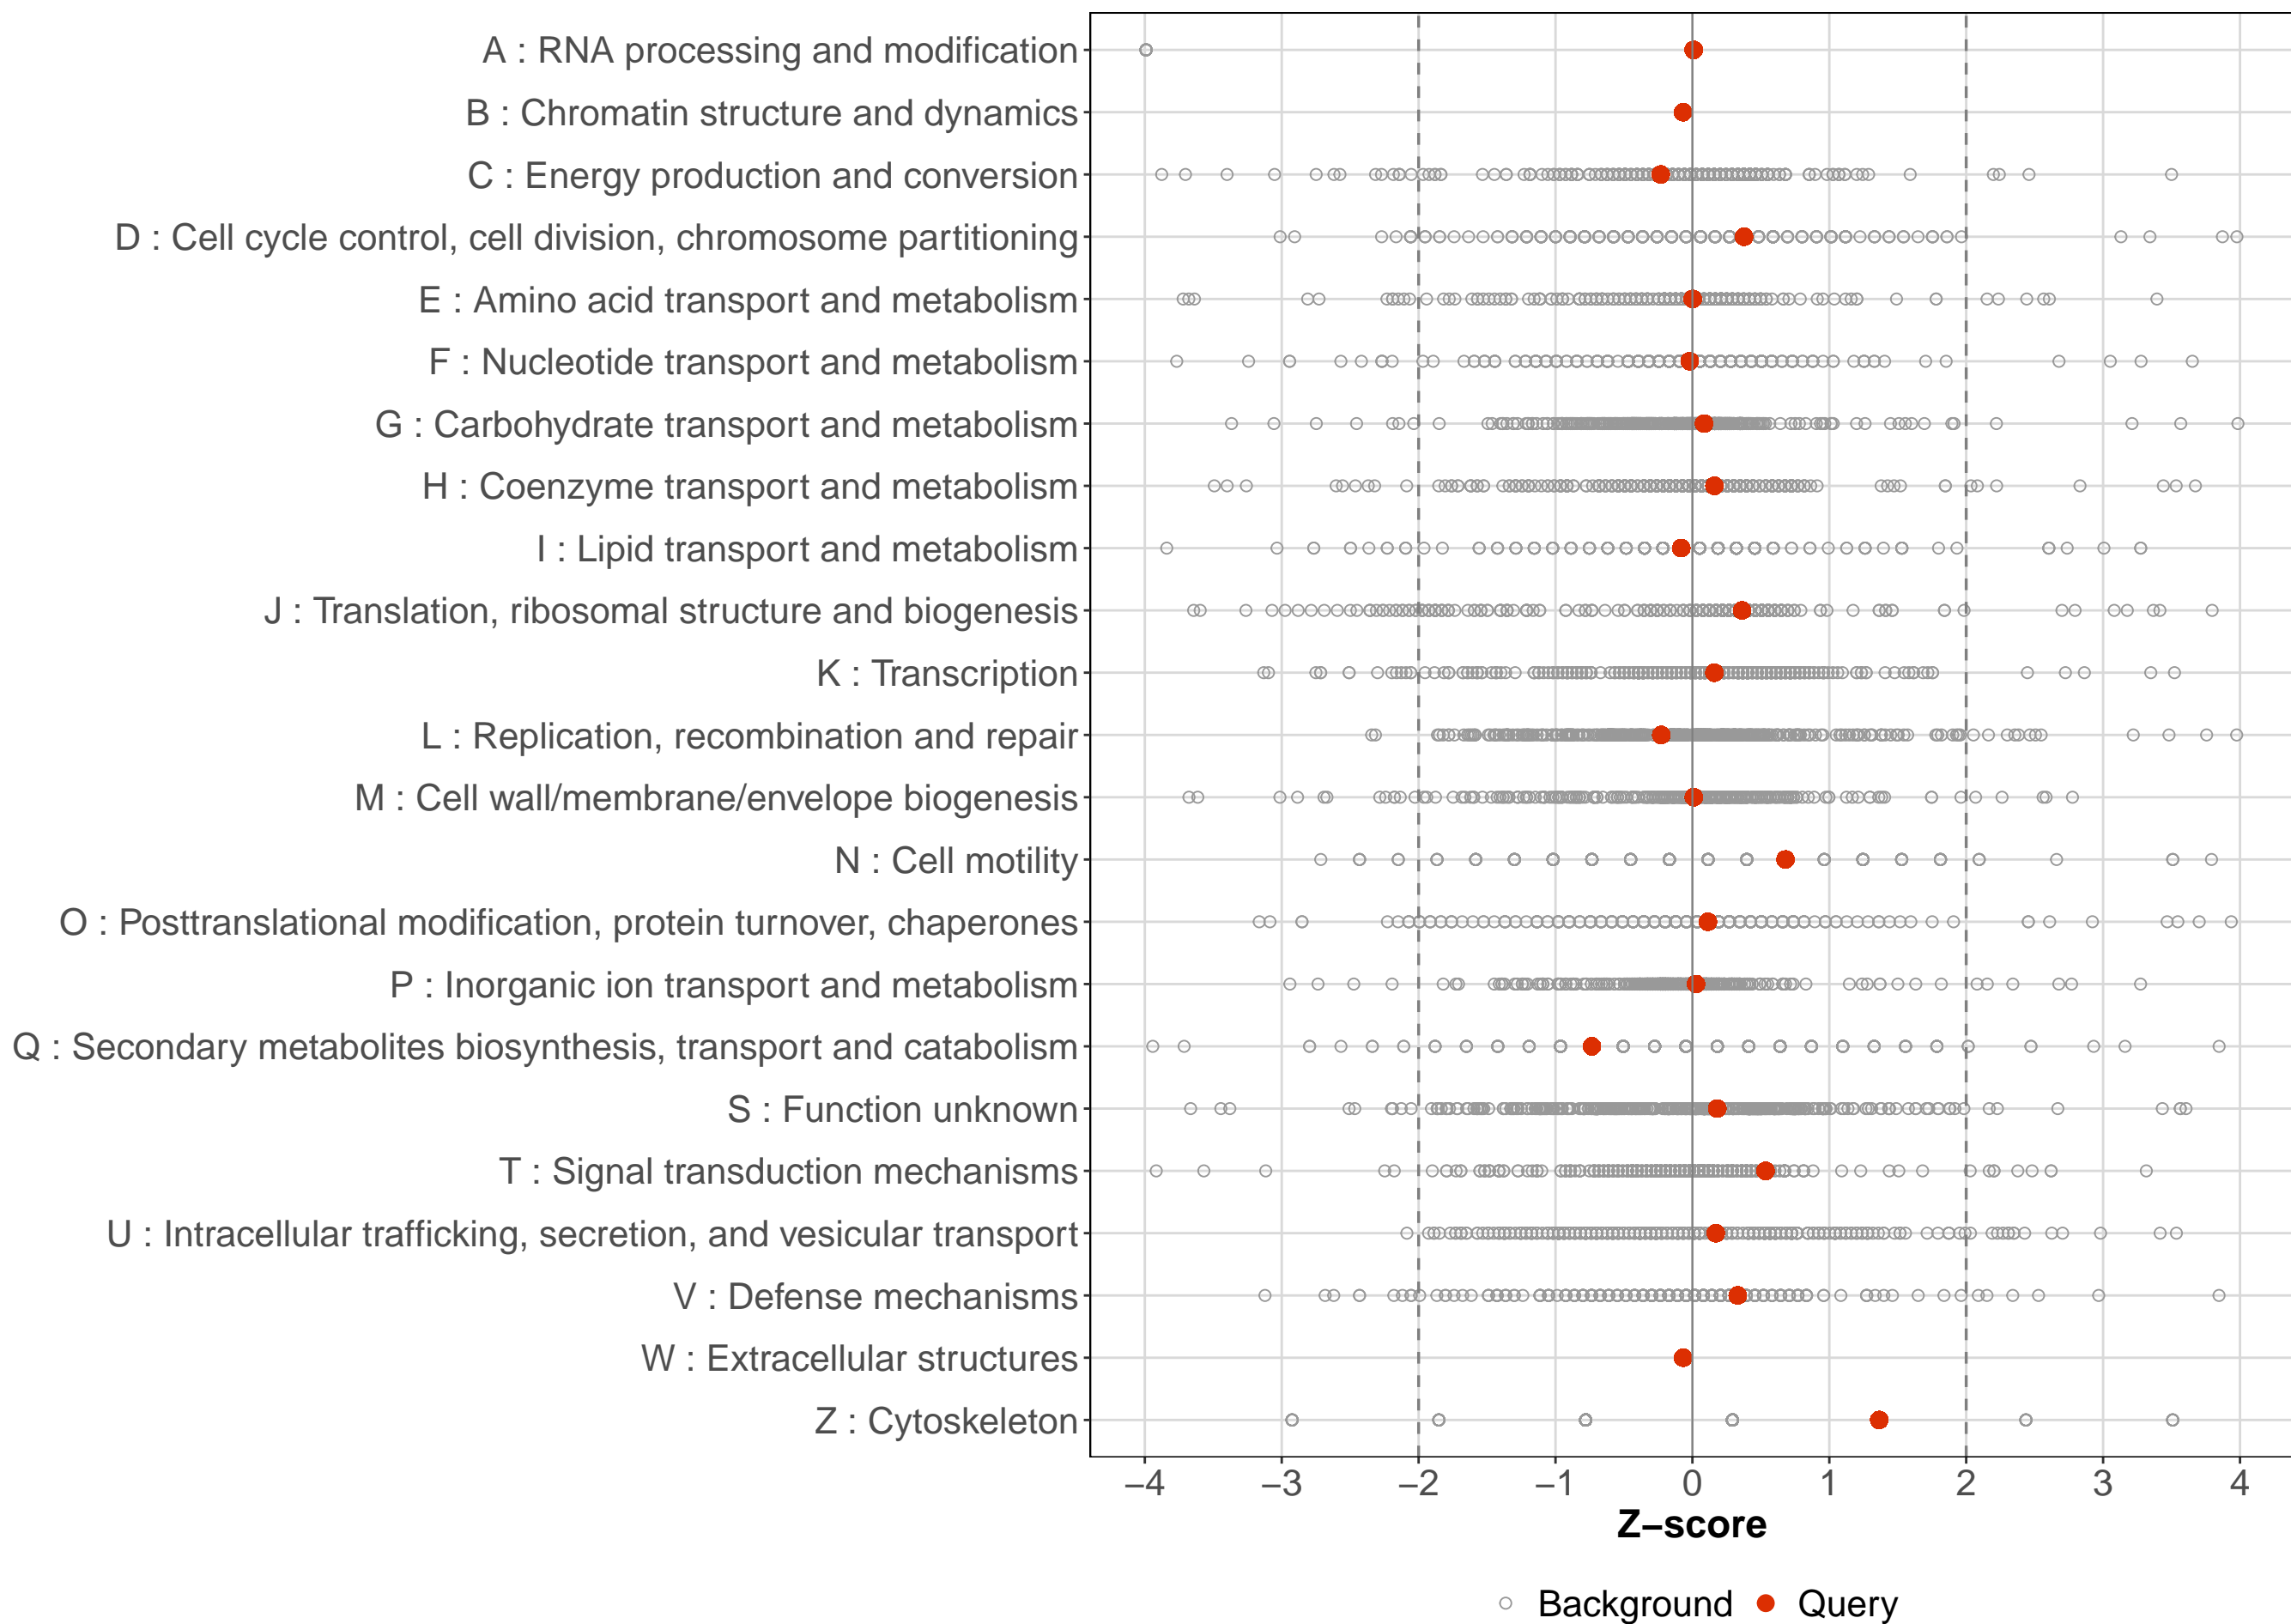 A : RNA processing and modification
B : Chromatin structure and dynamics
C : Energy production and conversion
D : Cell cycle control, cell division, chromosome partitioning
E : Amino acid transport and metabolism
F : Nucleotide transport and metabolism
G : Carbohydrate transport and metabolism
H : Coenzyme transport and metabolism
I : Lipid transport and metabolism
J : Translation, ribosomal structure and biogenesis
K : Transcription
L : Replication, recombination and repair
M : Cell wall/membrane/envelope biogenesis
N : Cell motility
O : Posttranslational modification, protein turnover, chaperones
P : Inorganic ion transport and metabolism
Q : Secondary metabolites biosynthesis, transport and catabolism
S : Function unknown
T : Signal transduction mechanisms
U : Intracellular trafficking, secretion, and vesicular transport
V : Defense mechanisms
W : Extracellular structures
Z : Cytoskeleton
−4 −3 −2 −1 0 1 2 3 4
Z−score
Background Query